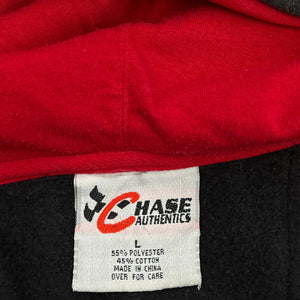 CHASE
AUTHENTICS
L
55% POLYESTER
45% COTTON
MADE IN CHINA
OVER FOR CARE